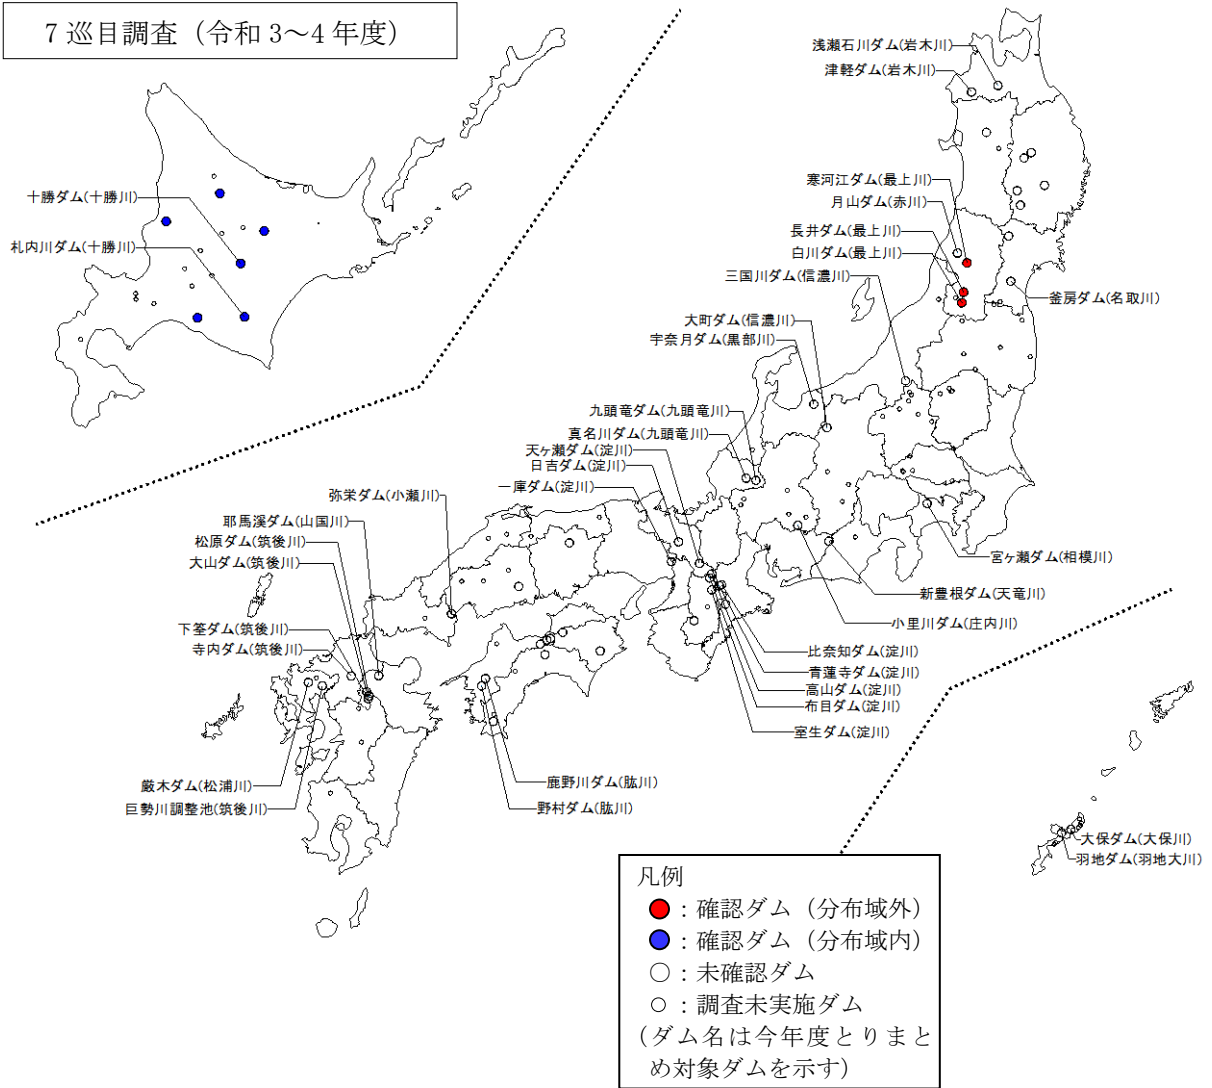 7巡目調査（令和3～4年度）
浅瀬石川ダム(岩木川)
津軽ダム(岩木川)
十勝ダム(十勝川)
札内川ダム(十勝川)
寒河江ダム(最上川)
月山ダム(赤川)
長井ダム(最上川)
白川ダム(最上川)
三国川ダム(信濃川)
釜房ダム(名取川)
大町ダム(信濃川)
宇奈月ダム(黒部川)
九頭竜ダム(九頭竜川)
真名川ダム(九頭竜川)
天ヶ瀬ダム(淀川)
日吉ダム(淀川)
一庫ダム(淀川)
弥栄ダム(小瀬川)
耶馬溪ダム(山国川)
松原ダム(筑後川)
大山ダム(筑後川)
下筌ダム(筑後川)
寺内ダム(筑後川)
宮ヶ瀬ダム(相模川)
新豊根ダム(天竜川)
小里川ダム(庄内川)
比奈知ダム(淀川)
青蓮寺ダム(淀川)
高山ダム(淀川)
布目ダム(淀川)
室生ダム(淀川)
厳木ダム(松浦川)
巨勢川調整池(筑後川)
鹿野川ダム(肱川)
野村ダム(肱川)
大保ダム(大保川)
羽地ダム(羽地大川)
凡例
：確認ダム（分布域外）
：確認ダム（分布域内）
：未確認ダム
：調査未実施ダム
（ダム名は今年度とりまと
め対象ダムを示す）